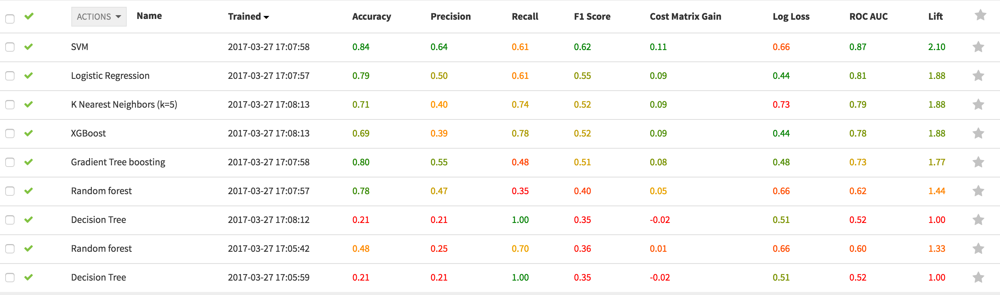 ACTIONS Name Trained Accuracy Precision Recall F1 Score Cost Matrix Gain Log Loss ROC AUC Lift
SVM 2017-03-27 17:07:58 0.84 0.64 0.61 0.62 0.11 0.66 0.87 2.10
Logistic Regression 2017-03-27 17:07:57 0.79 0.50 0.61 0.55 0.09 0.44 0.81 1.88
K Nearest Neighbors (k=5) 2017-03-27 17:08:13 0.71 0.40 0.74 0.52 0.09 0.73 0.79 1.88
XGBoost 2017-03-27 17:08:13 0.69 0.39 0.78 0.52 0.09 0.44 0.78 1.88
Gradient Tree boosting 2017-03-27 17:07:58 0.80 0.55 0.48 0.51 0.08 0.48 0.73 1.77
Random forest 2017-03-27 17:07:57 0.78 0.47 0.35 0.40 0.05 0.66 0.62 1.44
Decision Tree 2017-03-27 17:08:12 0.21 0.21 1.00 0.35 -0.02 0.51 0.52 1.00
Random forest 2017-03-27 17:05:42 0.48 0.25 0.70 0.36 0.01 0.66 0.60 1.33
Decision Tree 2017-03-27 17:05:59 0.21 0.21 1.00 0.35 -0.02 0.51 0.52 1.00